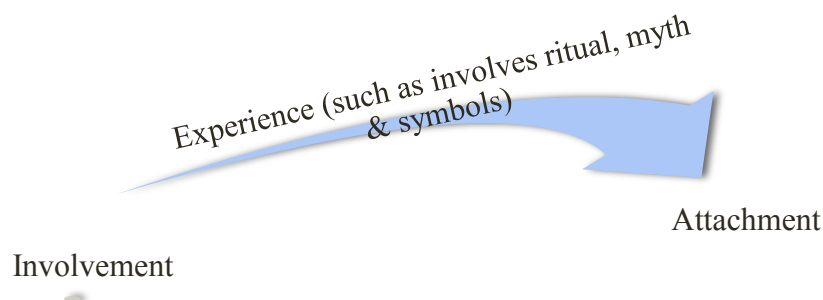 Experience (such as involves ritual, myth
& symbols)
Attachment
Involvement